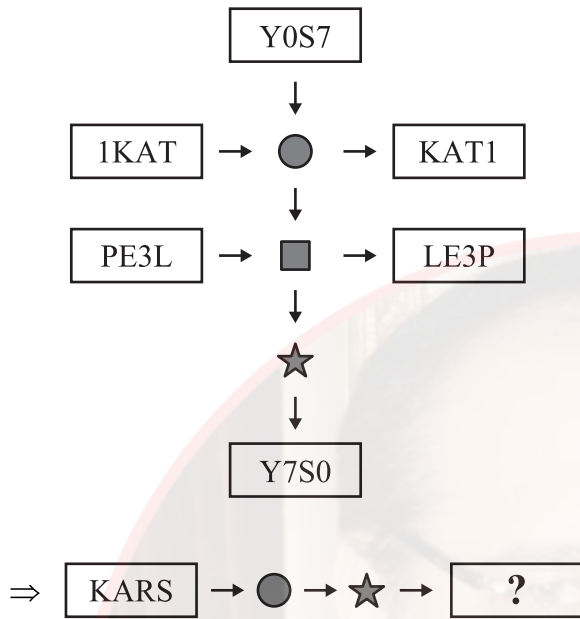 Y0S7
1KAT KAT1
PE3L LE3P
Y7S0
⇒ KARS ?